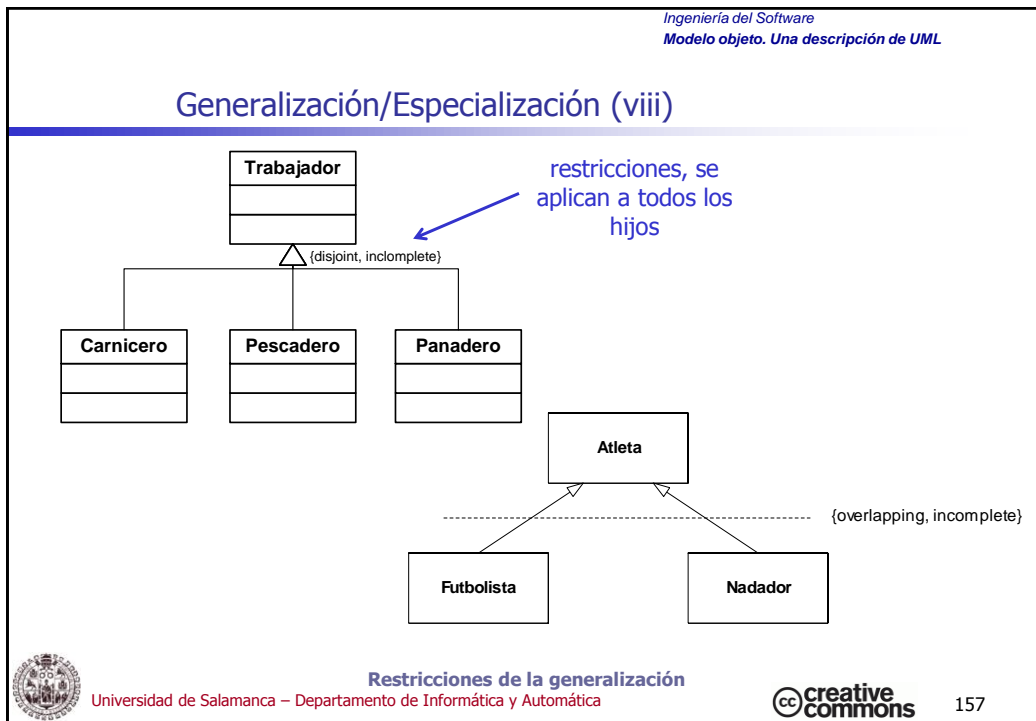 Ingeniería del Software
Modelo objeto. Una descripción de UML
Generalización/Especialización (viii)
Trabajador
restricciones, se
aplican a todos los
hijos
{disjoint, inclomplete}
Carnicero
Pescadero
Panadero
Atleta
{overlapping, incomplete}
Futbolista
Nadador
Restricciones de la generalización
Universidad de Salamanca – Departamento de Informática y Automática
cc creative
commons
157